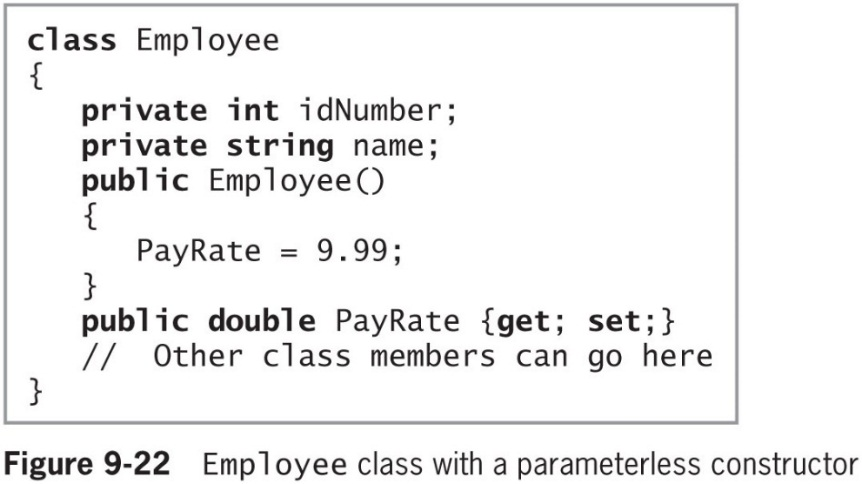 class Employee
{
   private int idNumber;
   private string name;
   public Employee()
   {
      PayRate = 9.99;
   }
   public double PayRate {get; set;}
   //  Other class members can go here
}
Figure 9-22   Employee class with a parameterless constructor